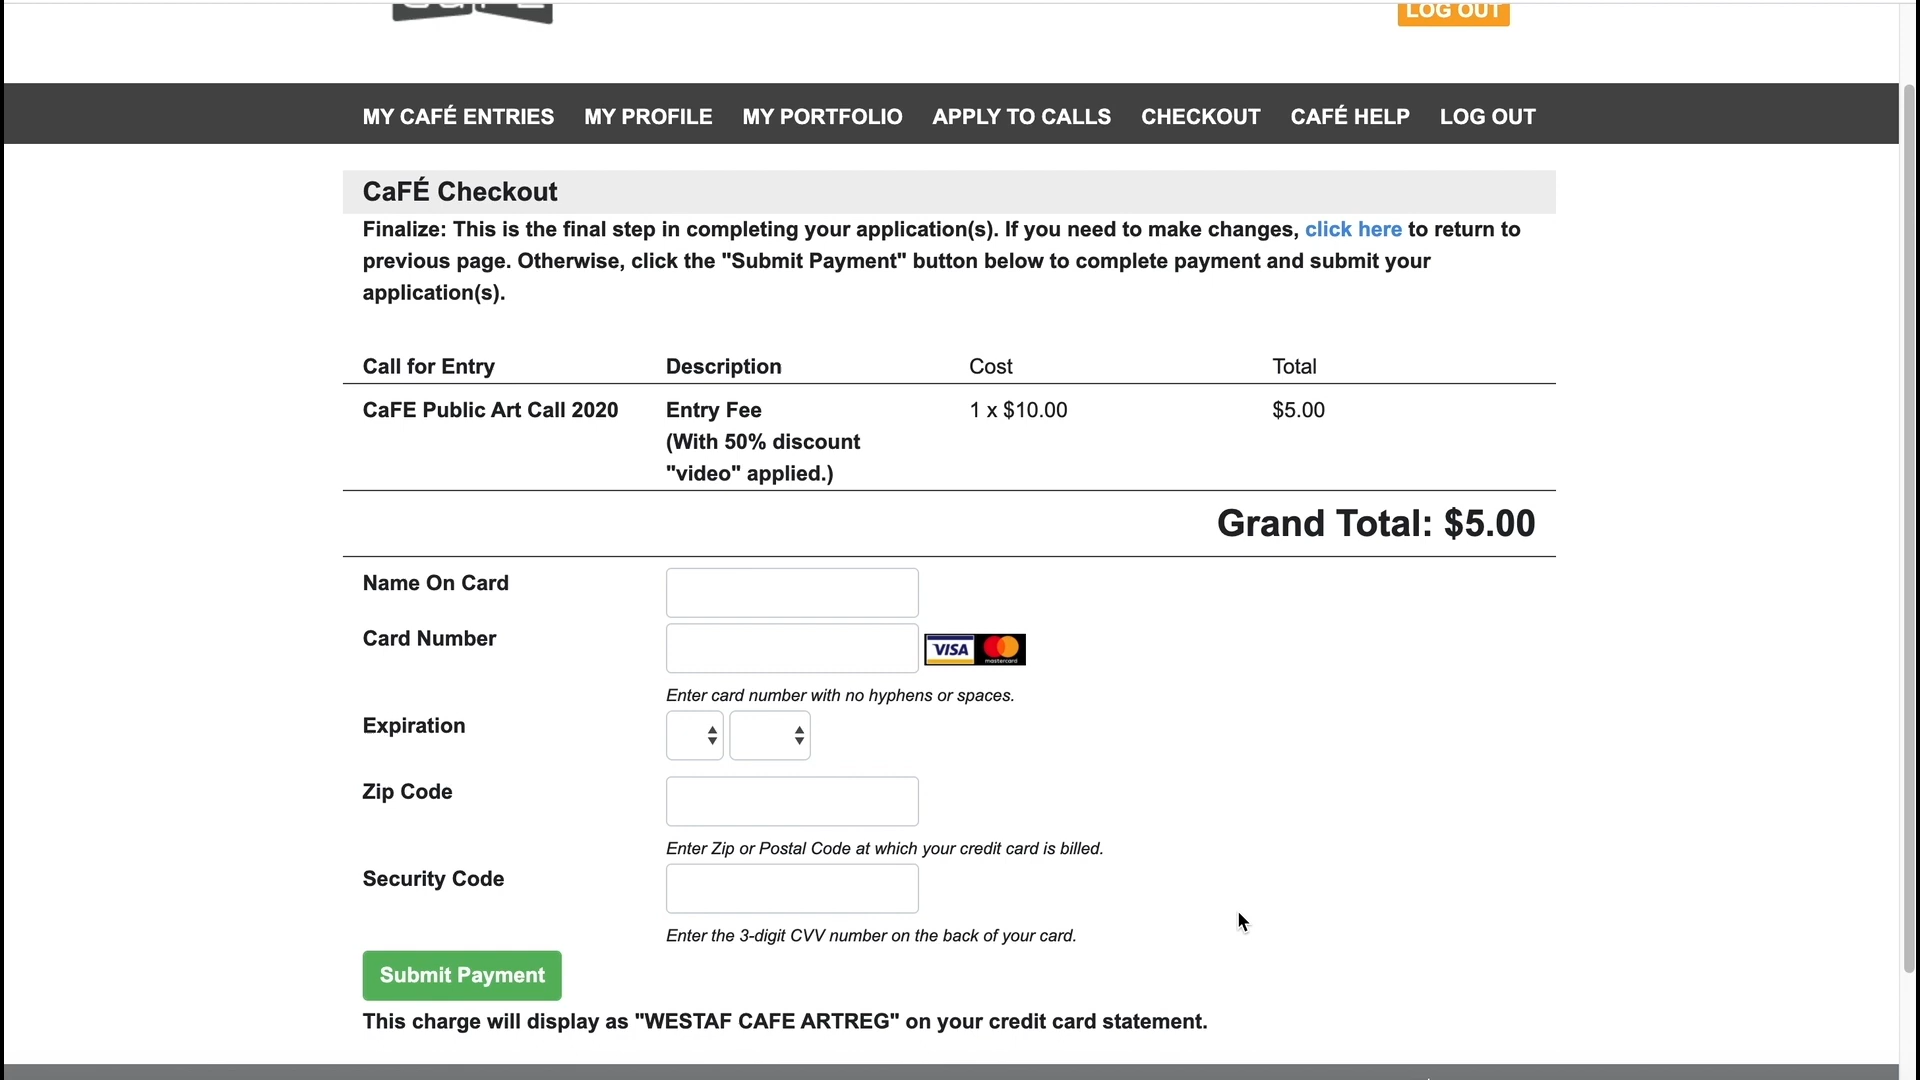 LOG OUT
MY CAFÉ ENTRIES MY PROFILE MY PORTFOLIO APPLY TO CALLS CHECKOUT CAFÉ HELP LOG OUT
CaFÉ Checkout
Finalize: This is the final step in completing your application(s). If you need to make changes, click here to return to
previous page. Otherwise, click the "Submit Payment" button below to complete payment and submit your
application(s).
Call for Entry Description Cost Total
CaFE Public Art Call 2020 Entry Fee 1 x $10.00 $5.00
(With 50% discount
"video" applied.)
Grand Total: $5.00
Name On Card
Card Number VISA mastercard
Enter card number with no hyphens or spaces.
Expiration
Zip Code
Enter Zip or Postal Code at which your credit card is billed.
Security Code
Enter the 3-digit CVV number on the back of your card.
Submit Payment
This charge will display as "WESTAF CAFE ARTREG" on your credit card statement.